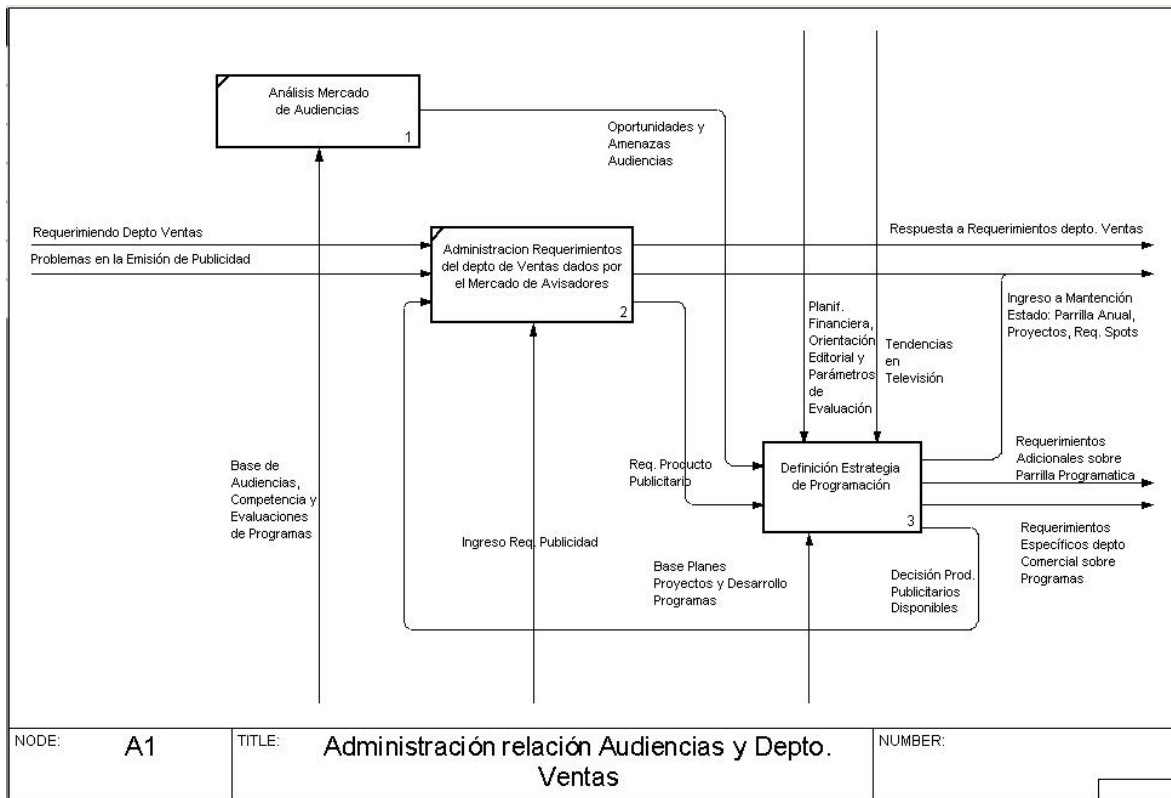 Análisis Mercado
de Audiencias
1
Oportunidades y
Amenazas
Audiencias
Requerimiendo Depto Ventas
Problemas en la Emisión de Publicidad
Administracion Requerimientos
del depto de Ventas dados por
el Mercado de Avisadores
2
Respuesta a Requerimientos depto. Ventas
Ingreso a Mantención
Estado: Parrilla Anual,
Proyectos, Req. Spots
Planif.
Financiera,
Orientación
Editorial y
Parámetros
de
Evaluación
Tendencias
en
Televisión
Base de
Audiencias,
Competencia y
Evaluaciones
de Programas
Req. Producto
Publicitario
Definición Estrategia
de Programación
3
Requerimientos
Adicionales sobre
Parrilla Programatica
Ingreso Req. Publicidad
Base Planes
Proyectos y Desarrollo
Programas
Decisión Prod.
Publicitarios
Disponibles
Requerimientos
Específicos depto
Comercial sobre
Programas
NODE:
A1
TITLE:
Administración relación Audiencias y Depto.
Ventas
NUMBER: